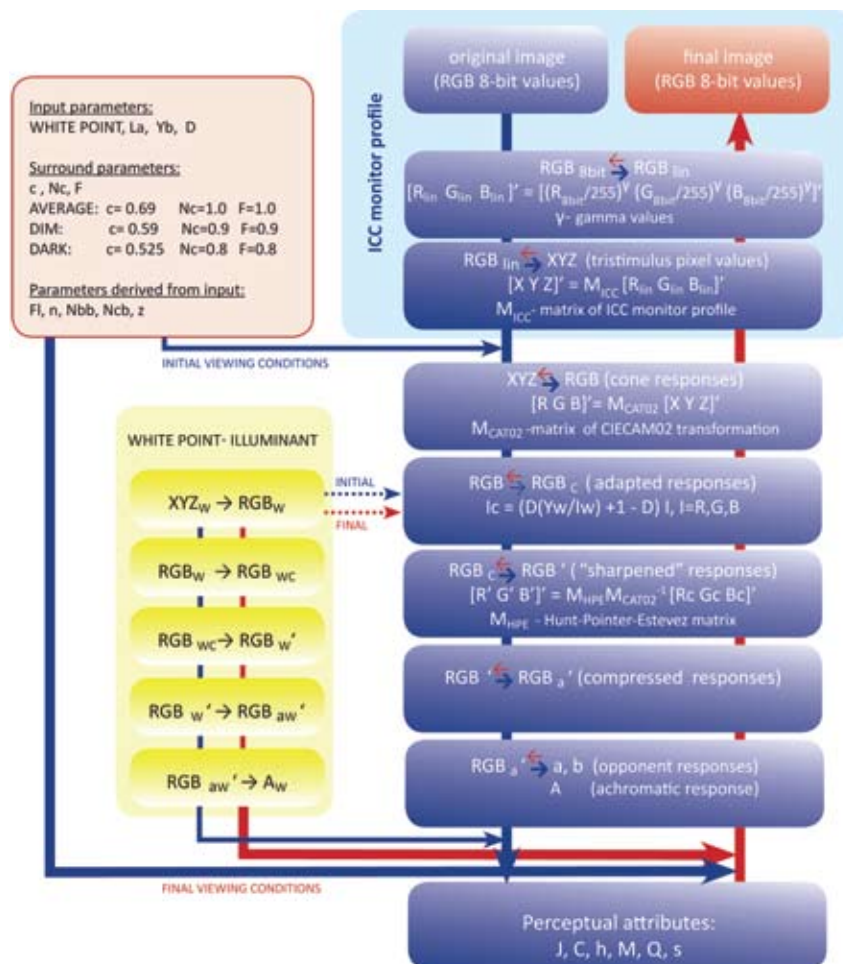 ICC monitor profile
original image
(RGB 8-bit values)
final image
(RGB 8-bit values)
Input parameters:
WHITE POINT, La, Yb, D
Surround parameters:
c , Nc, F
AVERAGE: c= 0.69 Nc=1.0 F=1.0
DIM: c= 0.59 Nc=0.9 F=0.9
DARK: c= 0.525 Nc=0.8 F=0.8
Parameters derived from input:
Fl, n, Nbb, Ncb, z
RGB 8bit ⇄ RGB lin
[Rlin Glin Blin]' = [(R8bit/255)^γ (G8bit/255)^γ (B8bit/255)^γ]'
γ- gamma values
RGB lin ⇄ XYZ (tristimulus pixel values)
[X Y Z]' = MICC [Rlin Glin Blin]'
MICC- matrix of ICC monitor profile
INITIAL VIEWING CONDITIONS
XYZ ⇄ RGB (cone responses)
[R G B]'= MCAT02 [X Y Z]'
MCAT02 -matrix of CIECAM02 transformation
WHITE POINT- ILLUMINANT
XYZW → RGBW
INITIAL
FINAL
RGB ⇄ RGB C (adapted responses)
Ic = (D(Yw/Iw) +1 - D) I, I=R,G,B
RGBW → RGB WC
RGB C ⇄ RGB ' ("sharpened" responses)
[R' G' B']' = MHPEMCAT02^-1 [Rc Gc Bc]'
MHPE - Hunt-Pointer-Estevez matrix
RGB WC → RGB W'
RGB ' ⇄ RGB a' (compressed responses)
RGB W' → RGB aw'
RGB a' ⇄ a, b (opponent responses)
A (achromatic response)
RGB aw' → AW
FINAL VIEWING CONDITIONS
Perceptual attributes:
J, C, h, M, Q, s